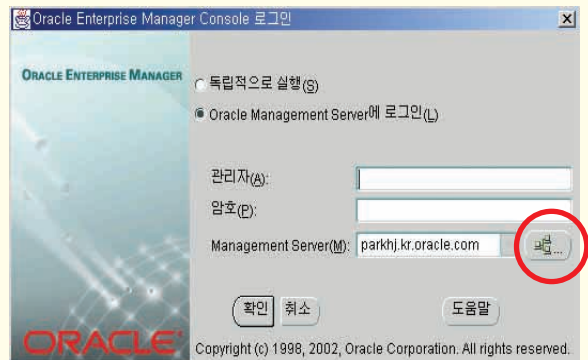 Oracle Enterprise Manager Console 로그인
ORACLE ENTERPRISE MANAGER
독립적으로 실행(S)
Oracle Management Server에 로그인(L)
관리자(A):
암호(P):
Management Server(M): parkhj.kr.oracle.com ...
확인 취소 도움말
ORACLE
Copyright (c) 1998, 2002, Oracle Corporation. All rights reserved.